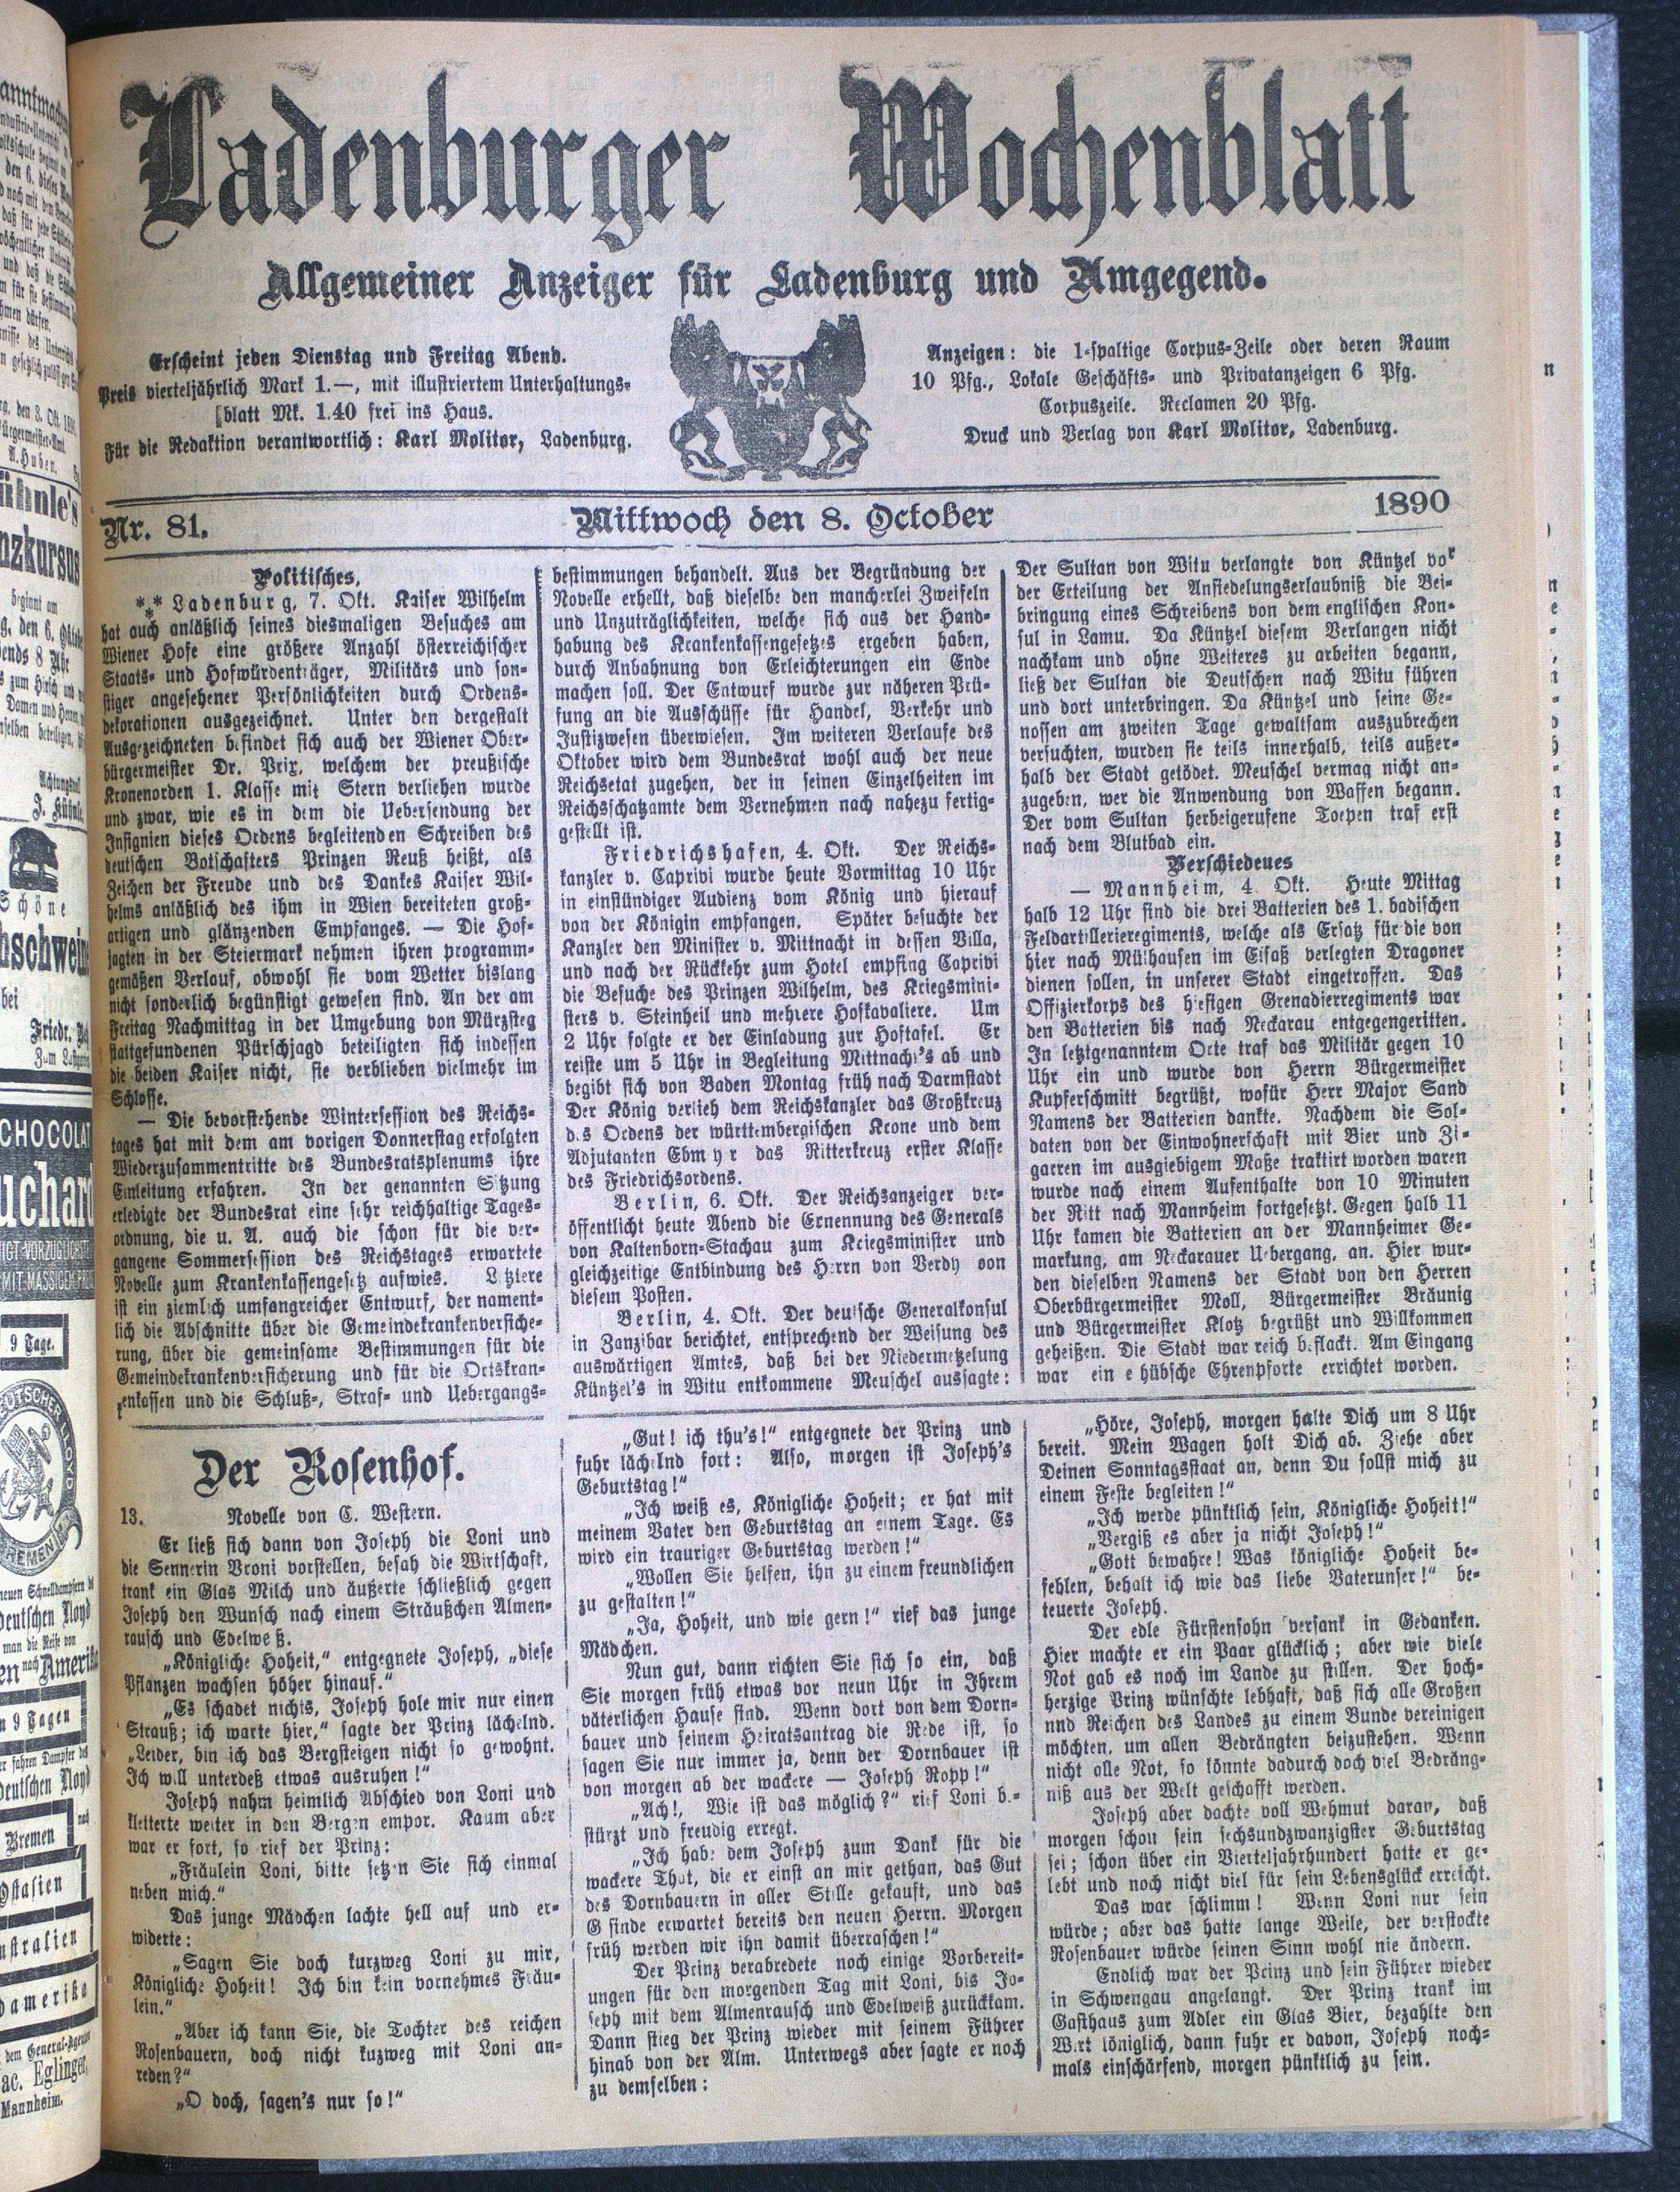 Ladenburger Wochenblatt
Allgemeiner Anzeiger für Ladenburg und Umgegend.
Erscheint jeden Dienstag und Freitag Abend.
Preis vierteljährlich Mark 1.—, mit illustriertem Unterhaltungs-
blatt Mk. 1.40 frei ins Haus.
Für die Redaktion verantwortlich: Karl Molitor, Ladenburg.
Anzeigen: die 1-spaltige Corpus-Zeile oder deren Raum
10 Pfg., Lokale Geschäfts- und Privatanzeigen 6 Pfg.
Corpuszeile. Reclamen 20 Pfg.
Druck und Verlag von Karl Molitor, Ladenburg.
Nr. 81.
Mittwoch den 8. October
1890
Politisches.
*** Ladenburg, 7. Okt. Kaiser Wilhelm
hat auch anläßlich seines diesmaligen Besuches am
Wiener Hofe eine größere Anzahl österreichischer
Staats- und Hofwürdenträger, Militärs und son-
stiger angesehener Persönlichkeiten durch Ordens-
dekorationen ausgezeichnet. Unter den dergestalt
Ausgezeichneten befindet sich auch der Wiener Ober-
bürgermeister Dr. Prix, welchem der preußische
Kronenorden 1. Klasse mit Stern verliehen wurde
und zwar, wie es in dem die Uebersendung der
Insignien dieses Ordens begleitenden Schreiben des
deutschen Botschafters Prinzen Reuß heißt, als
Zeichen der Freude und des Dankes Kaiser Wil-
helms anläßlich des ihm in Wien bereiteten groß-
artigen und glänzenden Empfanges. — Die Hof-
jagten in der Steiermark nehmen ihren programm-
gemäßen Verlauf, obwohl sie vom Wetter bislang
nicht sonderlich begünstigt gewesen sind. An der am
Freitag Nachmittag in der Umgebung von Mürzsteg
stattgefundenen Pürschjagd beteiligten sich indessen
die beiden Kaiser nicht, sie verblieben vielmehr im
Schlosse.
— Die bevorstehende Wintersession des Reichs-
tages hat mit dem am vorigen Donnerstag erfolgten
Wiederzusammentritte des Bundesratsplenums ihre
Einleitung erfahren. In der genannten Sitzung
erledigte der Bundesrat eine sehr reichhaltige Tages-
ordnung, die u. A. auch die schon für die ver-
gangene Sommersession des Reichstages erwartete
Novelle zum Krankenkassengesetz aufwies. Letztere
ist ein ziemlich umfangreicher Entwurf, der nament-
lich die Abschnitte über die Gemeindekrankenversiche-
rung, über die gemeinsame Bestimmungen für die
Gemeindekrankenversicherung und für die Ortskran-
kenkassen und die Schluß-, Straf- und Uebergangs-
bestimmungen behandelt. Aus der Begründung der
Novelle erhellt, daß dieselbe den mancherlei Zweifeln
und Unzuträglichkeiten, welche sich aus der Hand-
habung des Krankenkassengesetzes ergeben haben,
durch Anbahnung von Erleichterungen ein Ende
machen soll. Der Entwurf wurde zur näheren Prü-
fung an die Ausschüsse für Handel, Verkehr und
Justizwesen überwiesen. Im weiteren Verlaufe des
Oktober wird dem Bundesrat wohl auch der neue
Reichsetat zugehen, der in seinen Einzelheiten im
Reichsschatzamte dem Vernehmen nach nahezu fertig-
gestellt ist.
Friedrichshafen, 4. Okt. Der Reichs-
kanzler v. Caprivi wurde heute Vormittag 10 Uhr
in einstündiger Audienz vom König und hierauf
von der Königin empfangen. Später besuchte der
Kanzler den Minister v. Mittnacht in dessen Villa,
und nach der Rückkehr zum Hotel empfing Caprivi
die Besuche des Prinzen Wilhelm, des Kriegsmini-
sters v. Steinheil und mehrere Hofkavaliere. Um
2 Uhr folgte er der Einladung zur Hoftafel. Er
reiste um 5 Uhr in Begleitung Mittnacht's ab und
begibt sich von Baden Montag früh nach Darmstadt
Der König verlieh dem Reichskanzler das Großkreuz
d.s Ordens der württembergischen Krone und dem
Adjutanten Ebmyr das Ritterkreuz erster Klasse
des Friedrichsordens.
Berlin, 6. Okt. Der Reichsanzeiger ver-
öffentlicht heute Abend die Ernennung des Generals
von Kaltenborn-Stachau zum Kriegsminister und
gleichzeitige Entbindung des Herrn von Verdy von
diesem Posten.
Berlin, 4. Okt. Der deutsche Generalkonsul
in Zanzibar berichtet, entsprechend der Weisung des
auswärtigen Amtes, daß bei der Niedermetzelung
Küntzel's in Witu entkommene Meuschel aussagte:
Der Sultan von Witu verlangte von Küntzel vor
der Erteilung der Ansiedelungserlaubniß die Bei-
bringung eines Schreibens von dem englischen Kon-
sul in Lamu. Da Küntzel diesem Verlangen nicht
nachkam und ohne Weiteres zu arbeiten begann,
ließ der Sultan die Deutschen nach Witu führen
und dort unterbringen. Da Küntzel und seine Ge-
nossen am zweiten Tage gewaltsam auszubrechen
versuchten, wurden sie teils innerhalb, teils außer-
halb der Stadt getödet. Meuschel vermag nicht an-
zugeben, wer die Anwendung von Waffen begann.
Der vom Sultan herbeigerufene Toepen traf erst
nach dem Blutbad ein.
Verschiedenes
— Mannheim, 4. Okt. Heute Mittag
halb 12 Uhr sind die drei Batterien des 1. badischen
Feldartillerieregiments, welche als Ersatz für die von
hier nach Mülhausen im Elsaß verlegten Dragoner
dienen sollen, in unserer Stadt eingetroffen. Das
Offizierkorps des hiesigen Grenadierregiments war
den Batterien bis nach Neckarau entgegengeritten.
In letztgenanntem Orte traf das Militär gegen 10
Uhr ein und wurde von Herrn Bürgermeister
Kupferschmitt begrüßt, wofür Herr Major Sand
Namens der Batterien dankte. Nachdem die Sol-
daten von der Einwohnerschaft mit Bier und Zi-
garren im ausgiebigem Maße traktirt worden waren
wurde nach einem Aufenthalte von 10 Minuten
der Ritt nach Mannheim fortgesetzt. Gegen halb 11
Uhr kamen die Batterien an der Mannheimer Ge-
markung, am Neckarauer Uebergang, an. Hier wur-
den dieselben Namens der Stadt von den Herren
Oberbürgermeister Moll, Bürgermeister Bräunig
und Bürgermeister Klotz begrüßt und Willkommen
geheißen. Die Stadt war reich beflackt. Am Eingang
war ein e hübsche Ehrenpforte errichtet worden.
Der Rosenhof.
13. Novelle von C. Western.
Er ließ sich dann von Joseph die Loni und
die Sennerin Vroni vorstellen, besah die Wirtschaft,
trank ein Glas Milch und äußerte schließlich gegen
Joseph den Wunsch nach einem Sträußchen Almen-
rausch und Edelweiß.
„Königliche Hoheit,“ entgegnete Joseph, „diese
Pflanzen wachsen höher hinauf.“
„Es schadet nichts, Joseph hole mir nur einen
Strauß; ich warte hier,“ sagte der Prinz lächelnd.
„Leider, bin ich das Bergsteigen nicht so gewohnt.
Ich will unterdeß etwas ausruhen!“
Joseph nahm heimlich Abschied von Loni und
kletterte weiter in den Bergen empor. Kaum aber
war er fort, so rief der Prinz:
„Fräulein Loni, bitte setzen Sie sich einmal
neben mich.“
Das junge Mädchen lachte hell auf und er-
widerte:
„Sagen Sie doch kurzweg Loni zu mir,
Königliche Hoheit! Ich bin kein vornehmes Fräu-
lein.“
„Aber ich kann Sie, die Tochter des reichen
Rosenbauern, doch nicht kuzweg mit Loni an-
reden?“
„O doch, sagen's nur so!“
„Gut! ich thu's!“ entgegnete der Prinz und
fuhr lächelnd fort: Also, morgen ist Joseph's
Geburtstag!“
„Ich weiß es, Königliche Hoheit; er hat mit
meinem Vater den Geburtstag an einem Tage. Es
wird ein trauriger Geburtstag werden!“
„Wollen Sie helfen, ihn zu einem freundlichen
zu gestalten!“
„Ja, Hoheit, und wie gern!“ rief das junge
Mädchen.
Nun gut, dann richten Sie sich so ein, daß
Sie morgen früh etwas vor neun Uhr in Ihrem
väterlichen Hause sind. Wenn dort von dem Dorn-
bauer und seinem Heiratsantrag die Rede ist, so
sagen Sie nur immer ja, denn der Dornbauer ist
von morgen ab der wackere — Joseph Ropp!“
„Ach!, Wie ist das möglich?“ rief Loni be-
stürzt und freudig erregt.
„Ich habe dem Joseph zum Dank für die
wackere That, die er einst an mir gethan, das Gut
des Dornbauern in aller Stille gekauft, und das
G sinde erwartet bereits den neuen Herrn. Morgen
früh werden wir ihn damit überraschen!“
Der Prinz verabredete noch einige Vorbereit-
ungen für den morgenden Tag mit Loni, bis Jo-
seph mit dem Almenrausch und Edelweiß zurückkam.
Dann stieg der Prinz wieder mit seinem Führer
hinab von der Alm. Unterwegs aber sagte er noch
zu demselben:
„Höre, Joseph, morgen halte Dich um 8 Uhr
bereit. Mein Wagen holt Dich ab. Ziehe aber
Deinen Sonntagsstaat an, denn Du sollst mich zu
einem Feste begleiten!“
„Ich werde pünktlich sein, Königliche Hoheit!“
„Vergiß es aber ja nicht Joseph!“
„Gott bewahre! Was königliche Hoheit be-
fehlen, behalt ich wie das liebe Vaterunser!“ be-
teuerte Joseph.
Der edle Fürstensohn versank in Gedanken.
Hier machte er ein Paar glücklich; aber wie viele
Not gab es noch im Lande zu stillen. Der hoch-
herzige Prinz wünschte lebhaft, daß sich alle Großen
nnd Reichen des Landes zu einem Bunde vereinigen
möchten, um allen Bedrängten beizustehen. Wenn
nicht alle Not, so könnte dadurch doch viel Bedräng-
niß aus der Welt geschafft werden.
Joseph aber dachte voll Wehmut daran, daß
morgen schon sein sechsundzwanzigster Geburtstag
sei; schon über ein Vierteljahrhundert hatte er ge-
lebt und noch nicht viel für sein Lebensglück erreicht.
Das war schlimm! Wenn Loni nur sein
würde; aber das hatte lange Weile, der verstockte
Rosenbauer würde seinen Sinn wohl nie ändern.
Endlich war der Prinz und sein Führer wieder
in Schwengau angelangt. Der Prinz trank im
Gasthaus zum Adler ein Glas Bier, bezahlte den
Wirt königlich, dann fuhr er davon, Joseph noch-
mals einschärfend, morgen pünktlich zu sein.